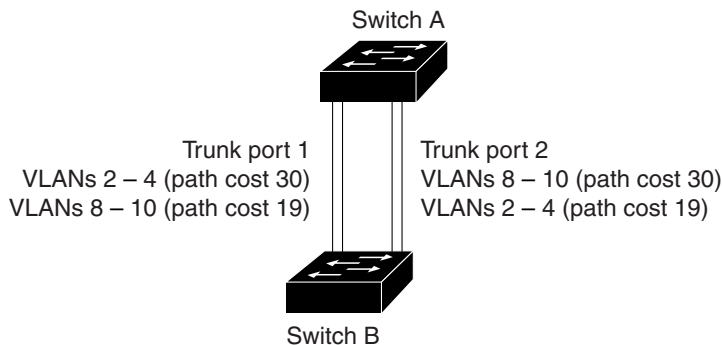 Switch A
Trunk port 1
VLANs 2 – 4 (path cost 30)
VLANs 8 – 10 (path cost 19)
Trunk port 2
VLANs 8 – 10 (path cost 30)
VLANs 2 – 4 (path cost 19)
Switch B